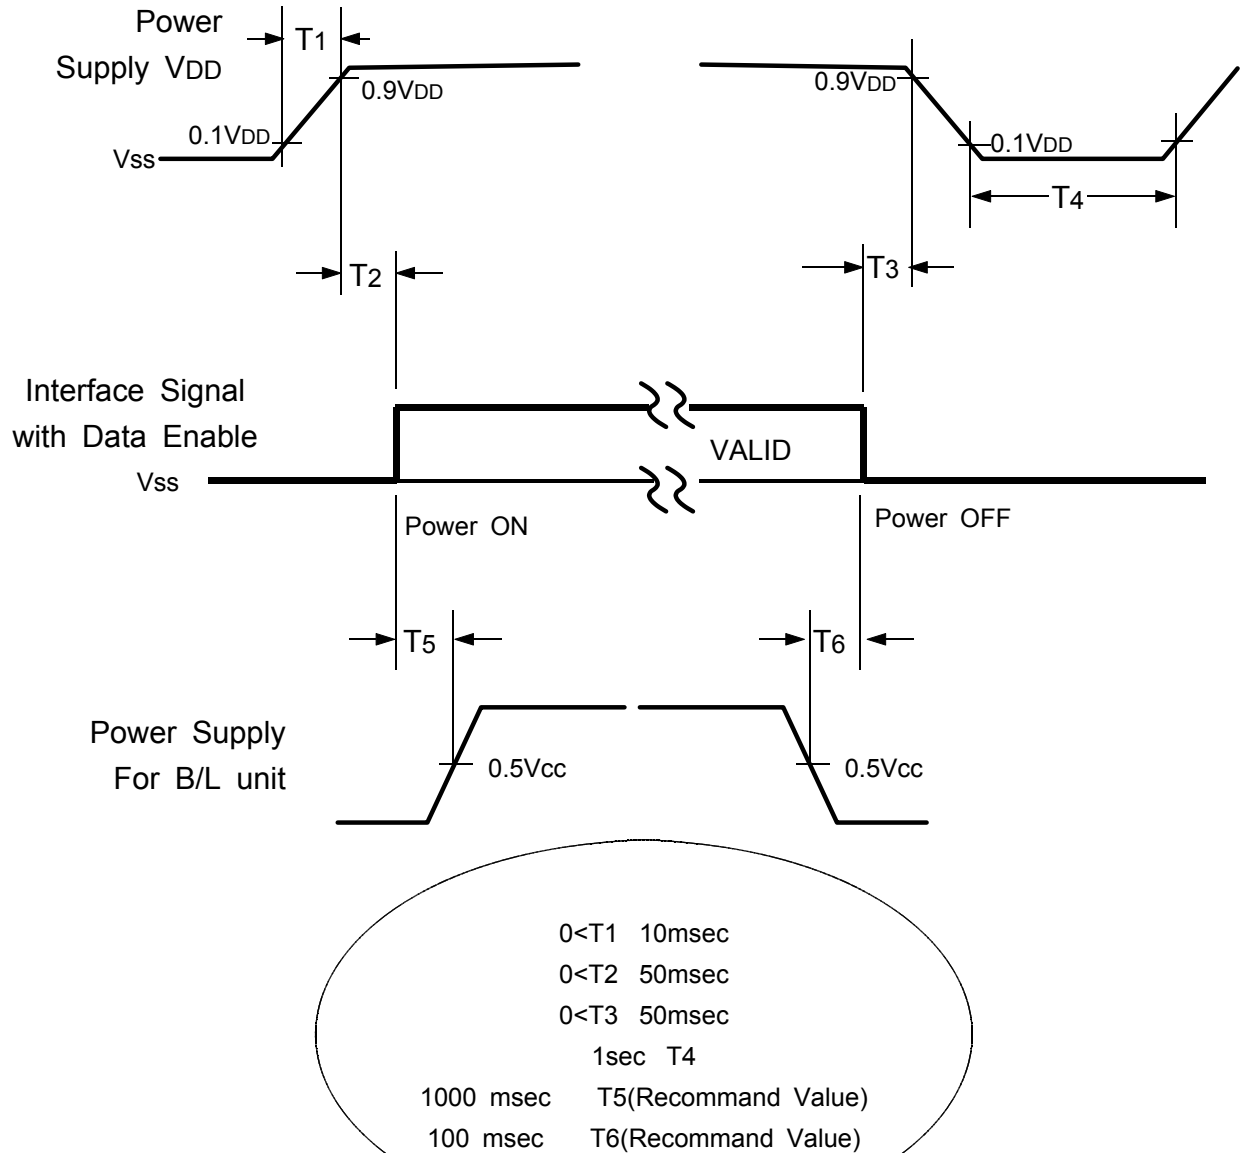 Power
Supply VDD
T1
0.9VDD
0.1VDD
Vss
0.9VDD
0.1VDD
T4
T2
T3
Interface Signal
with Data Enable
Vss
VALID
Power ON
Power OFF
T5
T6
Power Supply
For B/L unit
0.5Vcc
0.5Vcc
0<T1 10msec
0<T2 50msec
0<T3 50msec
1sec T4
1000 msec T5(Recommand Value)
100 msec T6(Recommand Value)